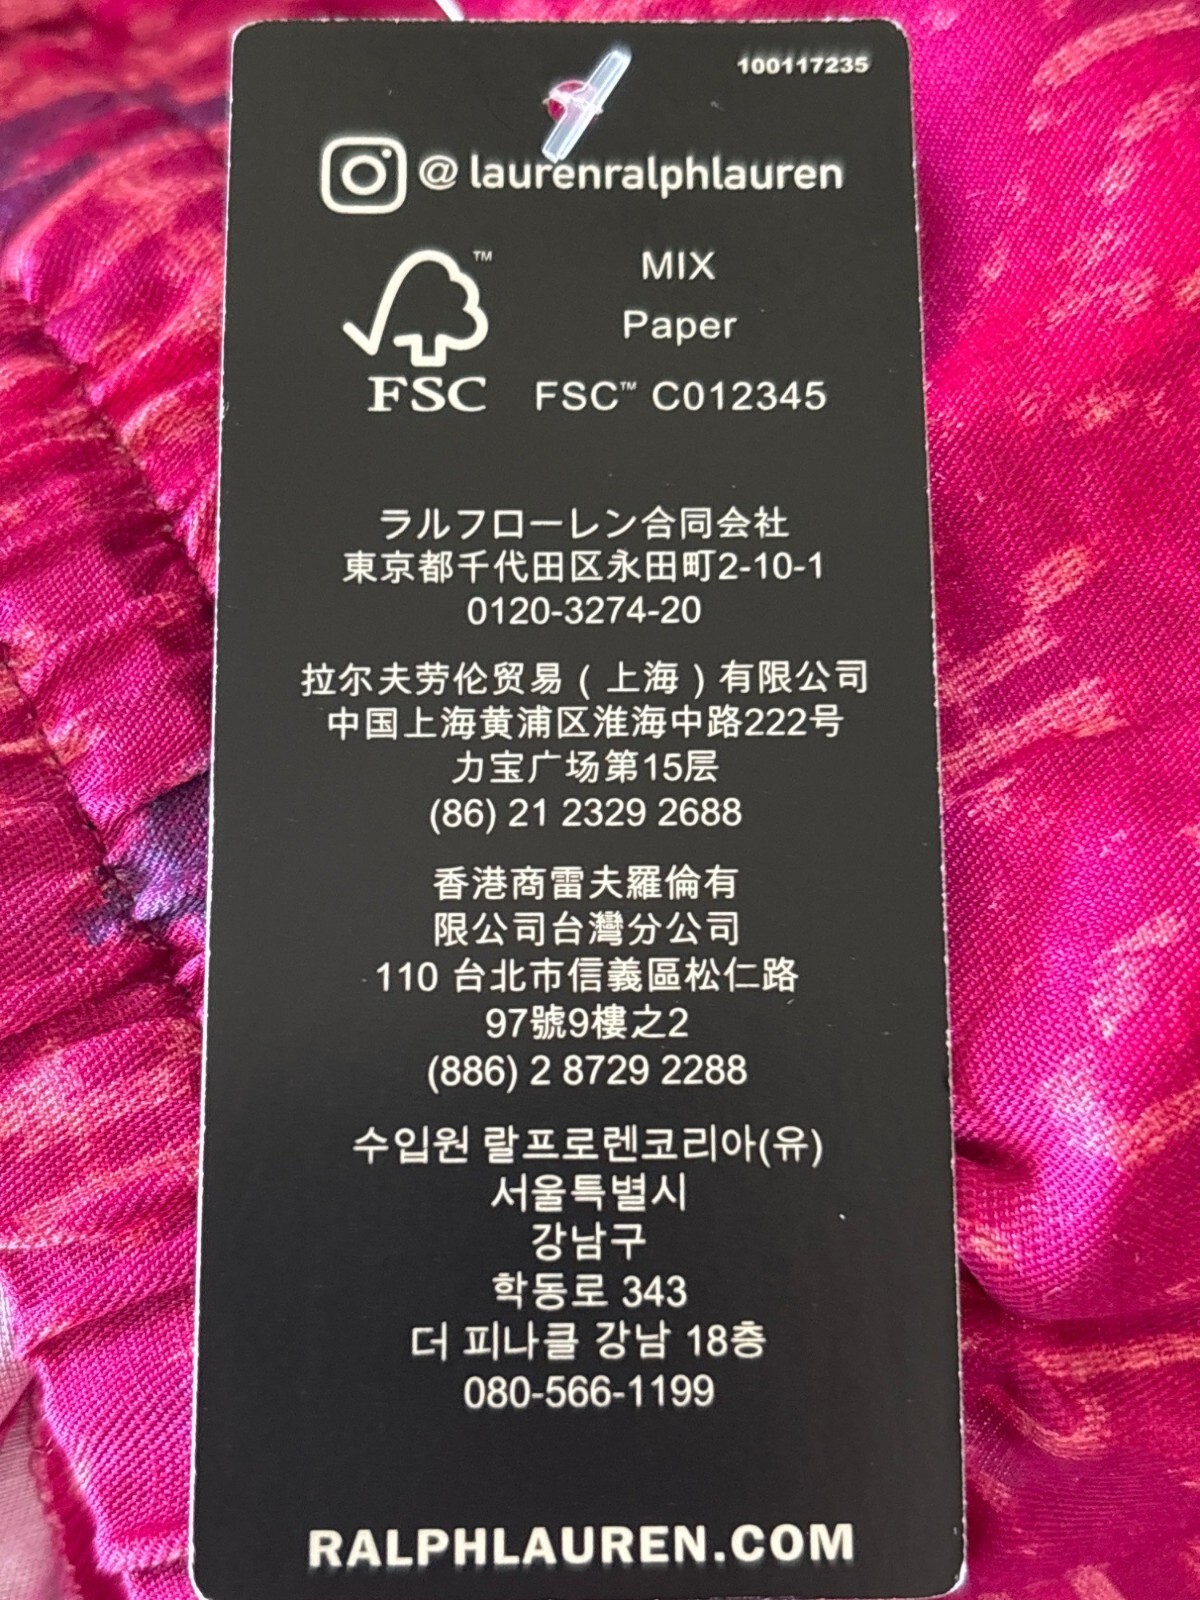 100117235
@ laurenralphlauren
MIX
Paper
FSC™ C012345
™
FSC
ラルフローレン合同会社
東京都千代田区永田町2-10-1
0120-3274-20
拉尔夫劳伦贸易(上海)有限公司
中国上海黄浦区淮海中路222号
力宝广场第15层
(86) 21 2329 2688
香港商雷夫羅倫有
限公司台灣分公司
110 台北市信義區松仁路
97號9樓之2
(886) 2 8729 2288
수입원 랄프로렌코리아(유)
서울특별시
강남구
학동로 343
더 피나클 강남 18층
080-566-1199
RALPHLAUREN.COM